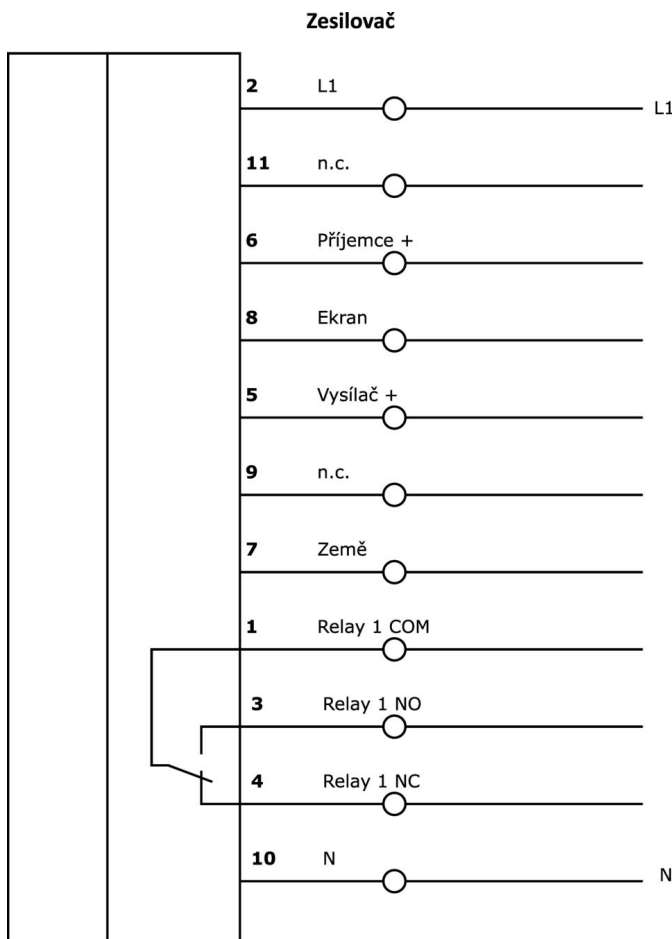 Zesilovač
2 L1
L1
11 n.c.
6 Příjemce +
8 Ekran
5 Vysílač +
9 n.c.
7 Země
1 Relay 1 COM
3 Relay 1 NO
4 Relay 1 NC
10 N
N